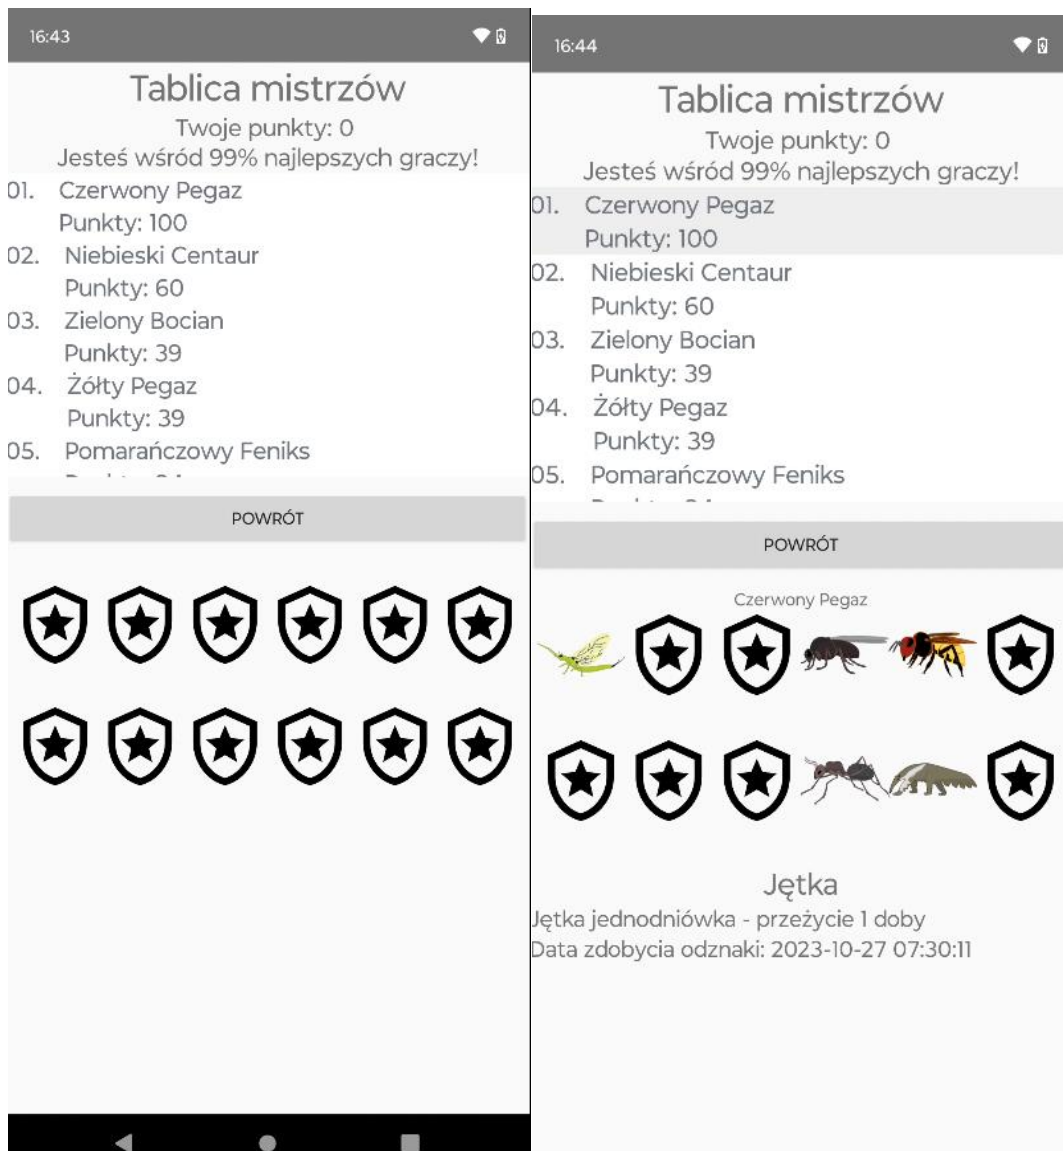 16:43
Tablica mistrzów
Twoje punkty: 0
Jesteś wśród 99% najlepszych graczy!
01. Czerwony Pegaz
Punkty: 100
02. Niebieski Centaur
Punkty: 60
03. Zielony Bocian
Punkty: 39
04. Żółty Pegaz
Punkty: 39
05. Pomarańczowy Feniks
POWRÓT
16:44
Tablica mistrzów
Twoje punkty: 0
Jesteś wśród 99% najlepszych graczy!
01. Czerwony Pegaz
Punkty: 100
02. Niebieski Centaur
Punkty: 60
03. Zielony Bocian
Punkty: 39
04. Żółty Pegaz
Punkty: 39
05. Pomarańczowy Feniks
POWRÓT
Czerwony Pegaz
Jętka
Jętka jednodniówka - przeżycie 1 doby
Data zdobycia odznaki: 2023-10-27 07:30:11